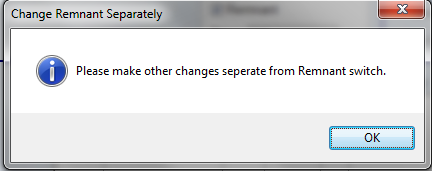 Change Remnant Separately
Please make other changes seperate from Remnant switch.
OK